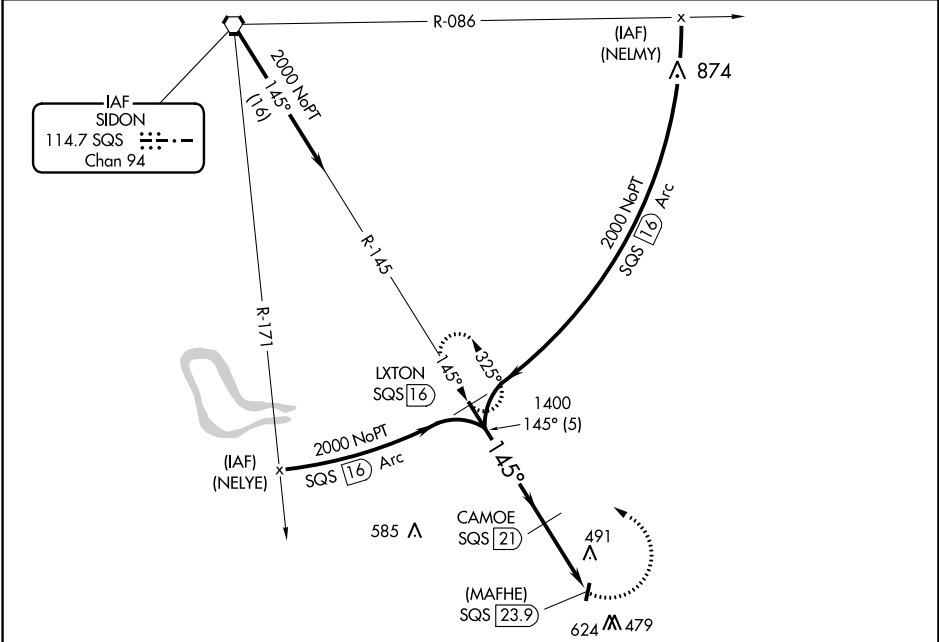 R-086
(IAF)
(NELMY)
874
2000 NoPT
145°
(16)
IAF
SIDON
114.7 SQS
Chan 94
2000 NoPT
SQS 16 Arc
R-145
R-171
LXTON
SQS 16
145°
325°
1400
145° (5)
2000 NoPT
SQS 16 Arc
(IAF)
(NELYE)
145°
585
CAMOE
SQS 21
491
(MAFHE)
SQS 23.9
624 479